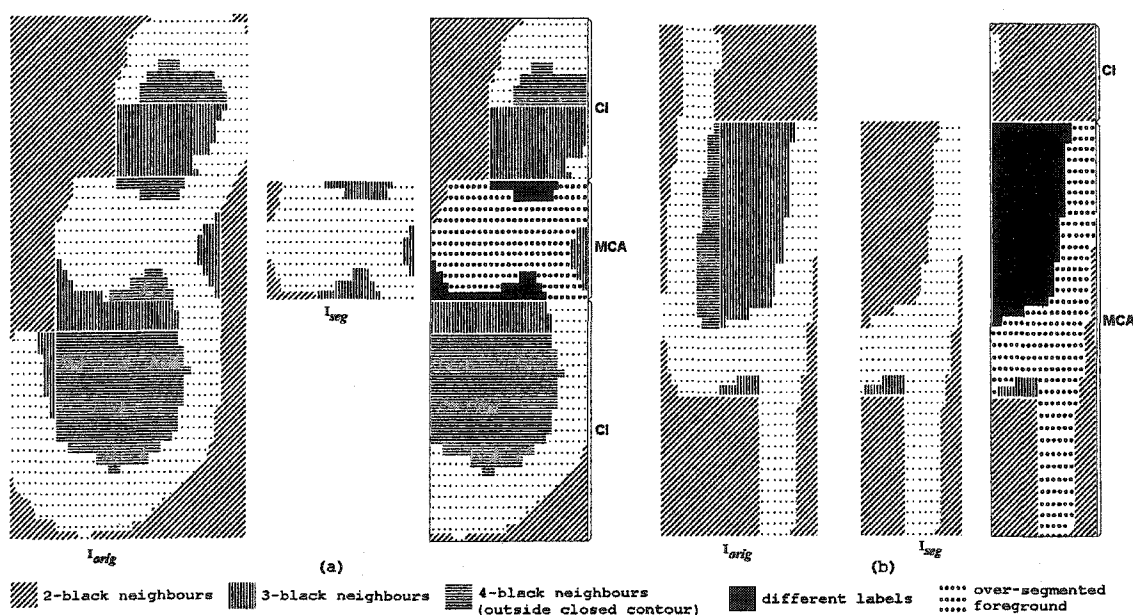 CI
MCA
CI
I_seg
I_orig
(a)
CI
MCA
I_orig
I_seg
(b)
2-black neighbours
3-black neighbours
4-black neighbours
(outside closed contour)
different labels
over-segmented
foreground